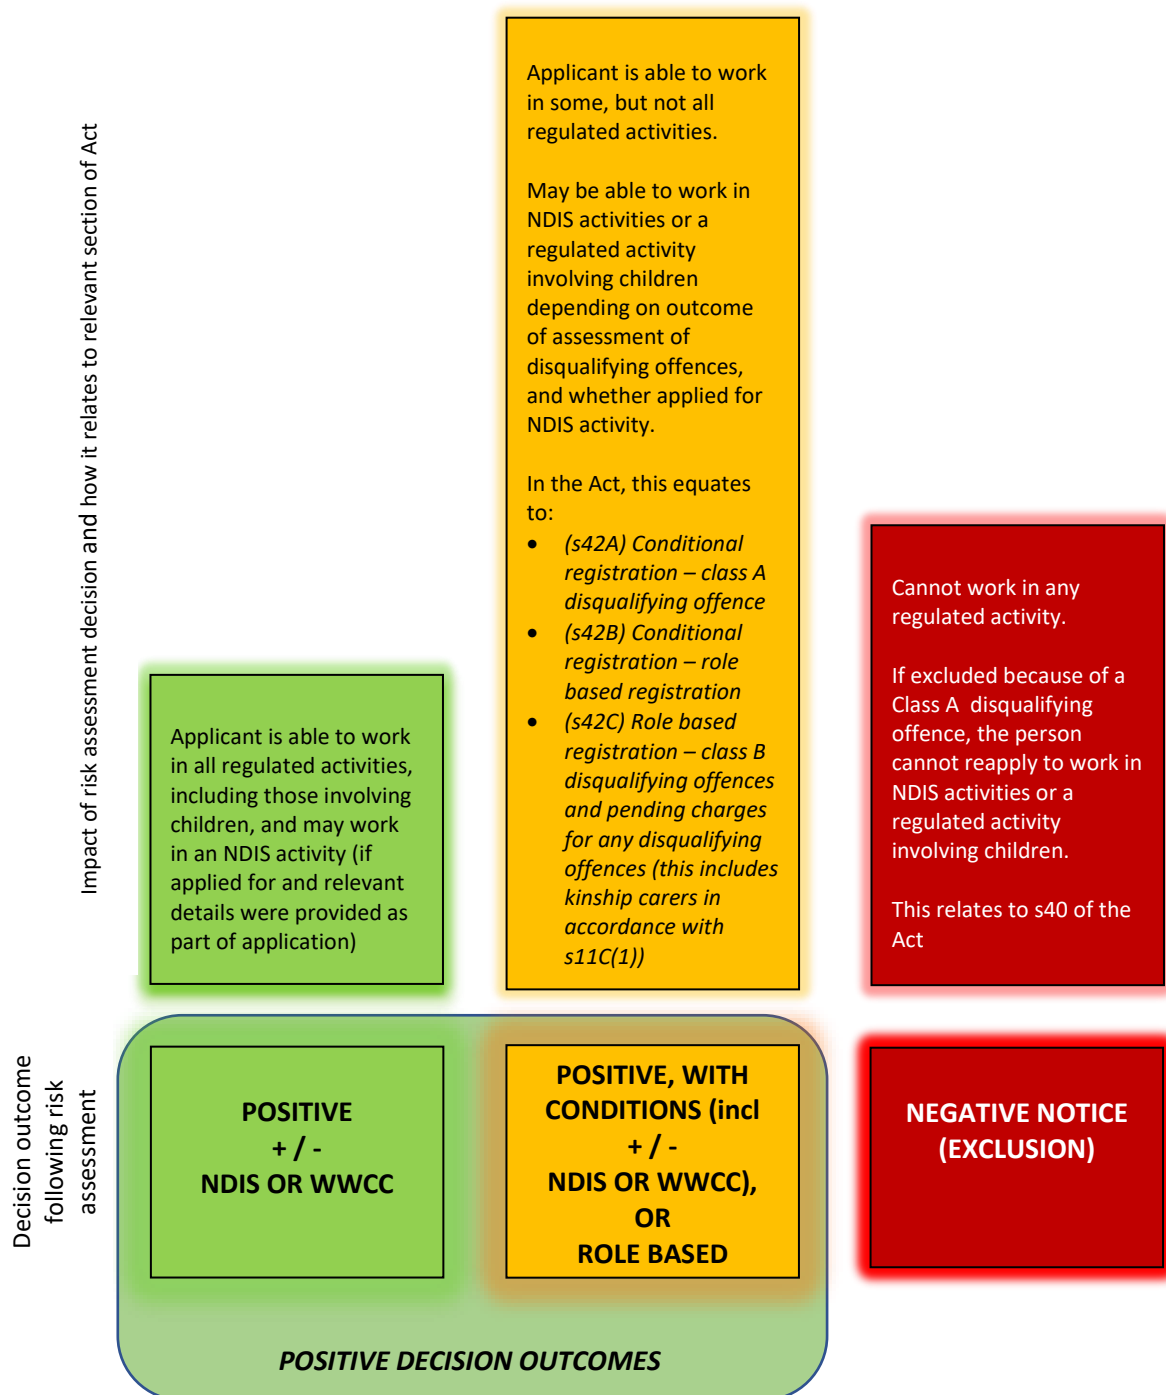 Impact of risk assessment decision and how it relates to relevant section of Act
Applicant is able to work
in all regulated activities,
including those involving
children, and may work
in an NDIS activity (if
applied for and relevant
details were provided as
part of application)
Applicant is able to work
in some, but not all
regulated activities.
May be able to work in
NDIS activities or a
regulated activity
involving children
depending on outcome
of assessment of
disqualifying offences,
and whether applied for
NDIS activity.
In the Act, this equates
to:
• (s42A) Conditional
registration – class A
disqualifying offence
• (s42B) Conditional
registration – role
based registration
• (s42C) Role based
registration – class B
disqualifying offences
and pending charges
for any disqualifying
offences (this includes
kinship carers in
accordance with
s11C(1))
Cannot work in any
regulated activity.
If excluded because of a
Class A disqualifying
offence, the person
cannot reapply to work in
NDIS activities or a
regulated activity
involving children.
This relates to s40 of the
Act
Decision outcome
following risk
assessment
POSITIVE
+ / -
NDIS OR WWCC
POSITIVE, WITH
CONDITIONS (incl
+ / -
NDIS OR WWCC),
OR
ROLE BASED
NEGATIVE NOTICE
(EXCLUSION)
POSITIVE DECISION OUTCOMES